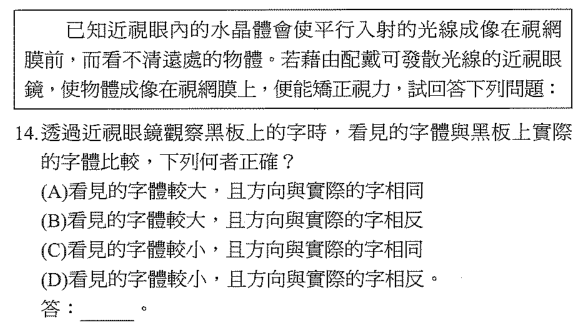 已知近視眼內的水晶體會使平行入射的光線成像在視網
膜前，而看不清遠處的物體。若藉由配戴可發散光線的近視眼
鏡，使物體成像在視網膜上，便能矯正視力，試回答下列問題：
14.透過近視眼鏡觀察黑板上的字時，看見的字體與黑板上實際
的字體比較，下列何者正確？
(A)看見的字體較大，且方向與實際的字相同
(B)看見的字體較大，且方向與實際的字相反
(C)看見的字體較小，且方向與實際的字相同
(D)看見的字體較小，且方向與實際的字相反。
答：_____。